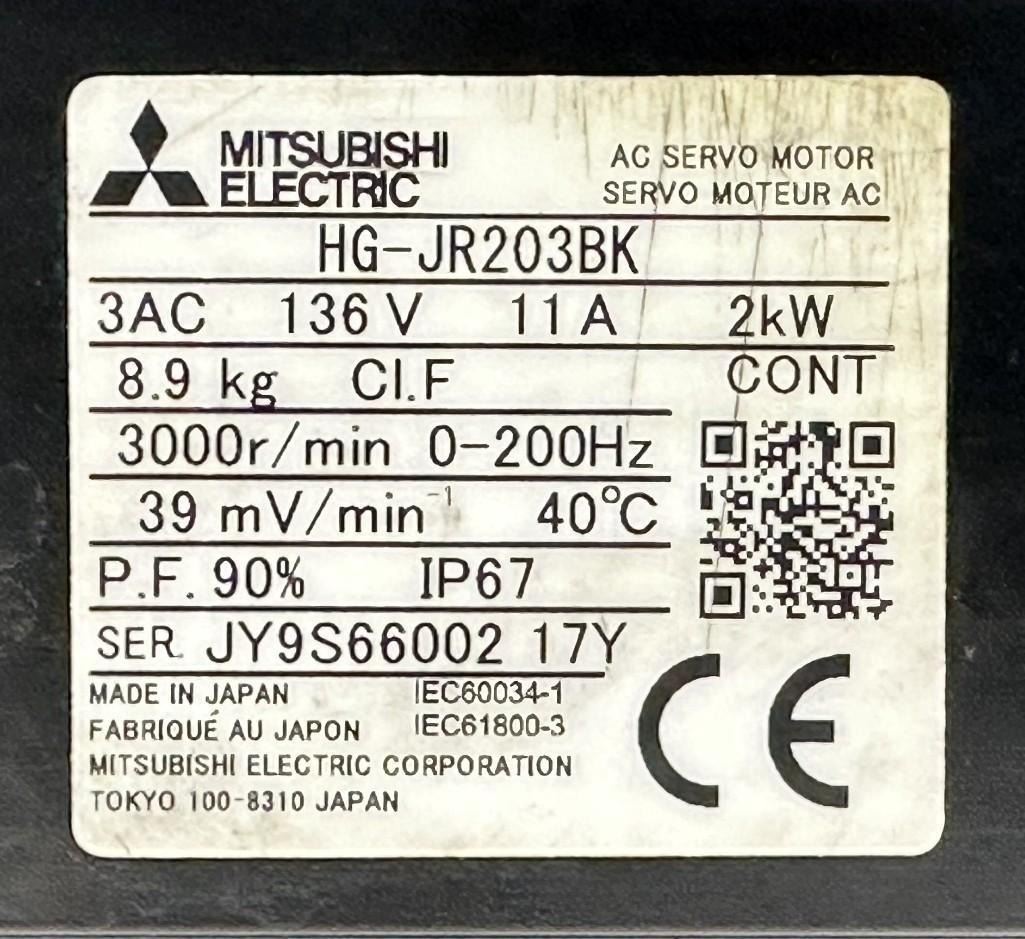 MITSUBISHI
ELECTRIC
AC SERVO MOTOR
SERVO MOTEUR AC
HG-JR203BK
3AC 136 V 11 A 2kW
8.9 kg Cl.F CONT
3000r/min 0-200Hz
39 mV/min⁻¹ 40℃
P.F. 90% IP67
SER. JY9S66002 17Y
MADE IN JAPAN IEC60034-1
FABRIQUÉ AU JAPON IEC61800-3
MITSUBISHI ELECTRIC CORPORATION
TOKYO 100-8310 JAPAN
CE